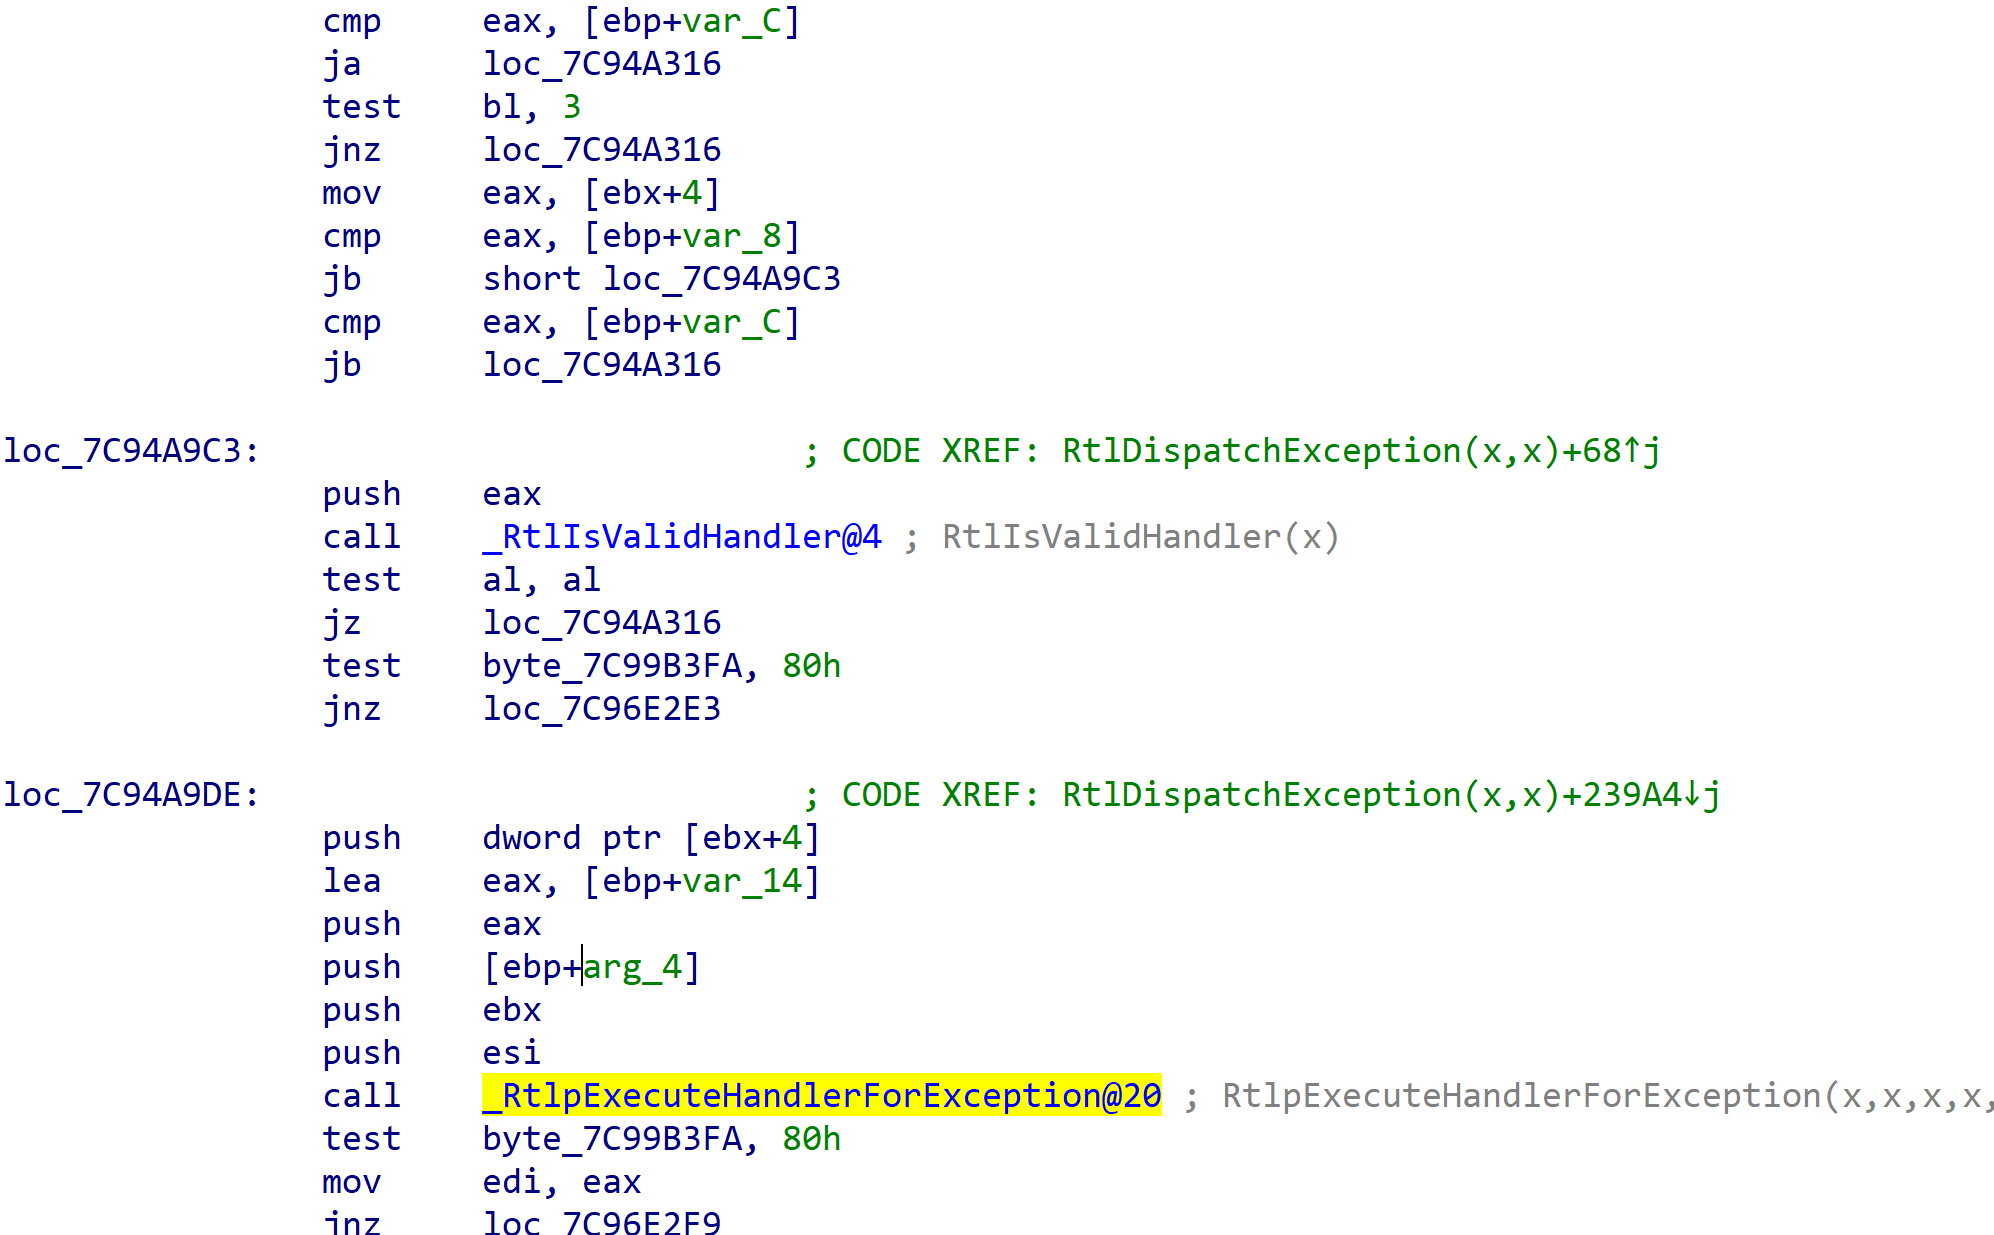 cmp eax, [ebp+var_C]
ja loc_7C94A316
test bl, 3
jnz loc_7C94A316
mov eax, [ebx+4]
cmp eax, [ebp+var_8]
jb short loc_7C94A9C3
cmp eax, [ebp+var_C]
jb loc_7C94A316
loc_7C94A9C3: ; CODE XREF: RtlDispatchException(x,x)+68↑j
push eax
call _RtlIsValidHandler@4 ; RtlIsValidHandler(x)
test al, al
jz loc_7C94A316
test byte_7C99B3FA, 80h
jnz loc_7C96E2E3
loc_7C94A9DE: ; CODE XREF: RtlDispatchException(x,x)+239A4↓j
push dword ptr [ebx+4]
lea eax, [ebp+var_14]
push eax
push [ebp+arg_4]
push ebx
push esi
call _RtlpExecuteHandlerForException@20 ; RtlpExecuteHandlerForException(x,x,x,x,
test byte_7C99B3FA, 80h
mov edi, eax
jnz loc_7C96E2F9